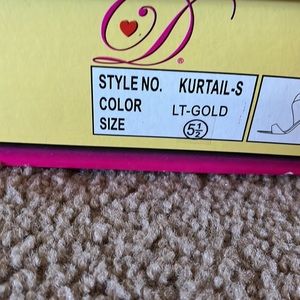 D®
STYLE NO. KURTAIL-S
COLOR LT-GOLD
SIZE 5½